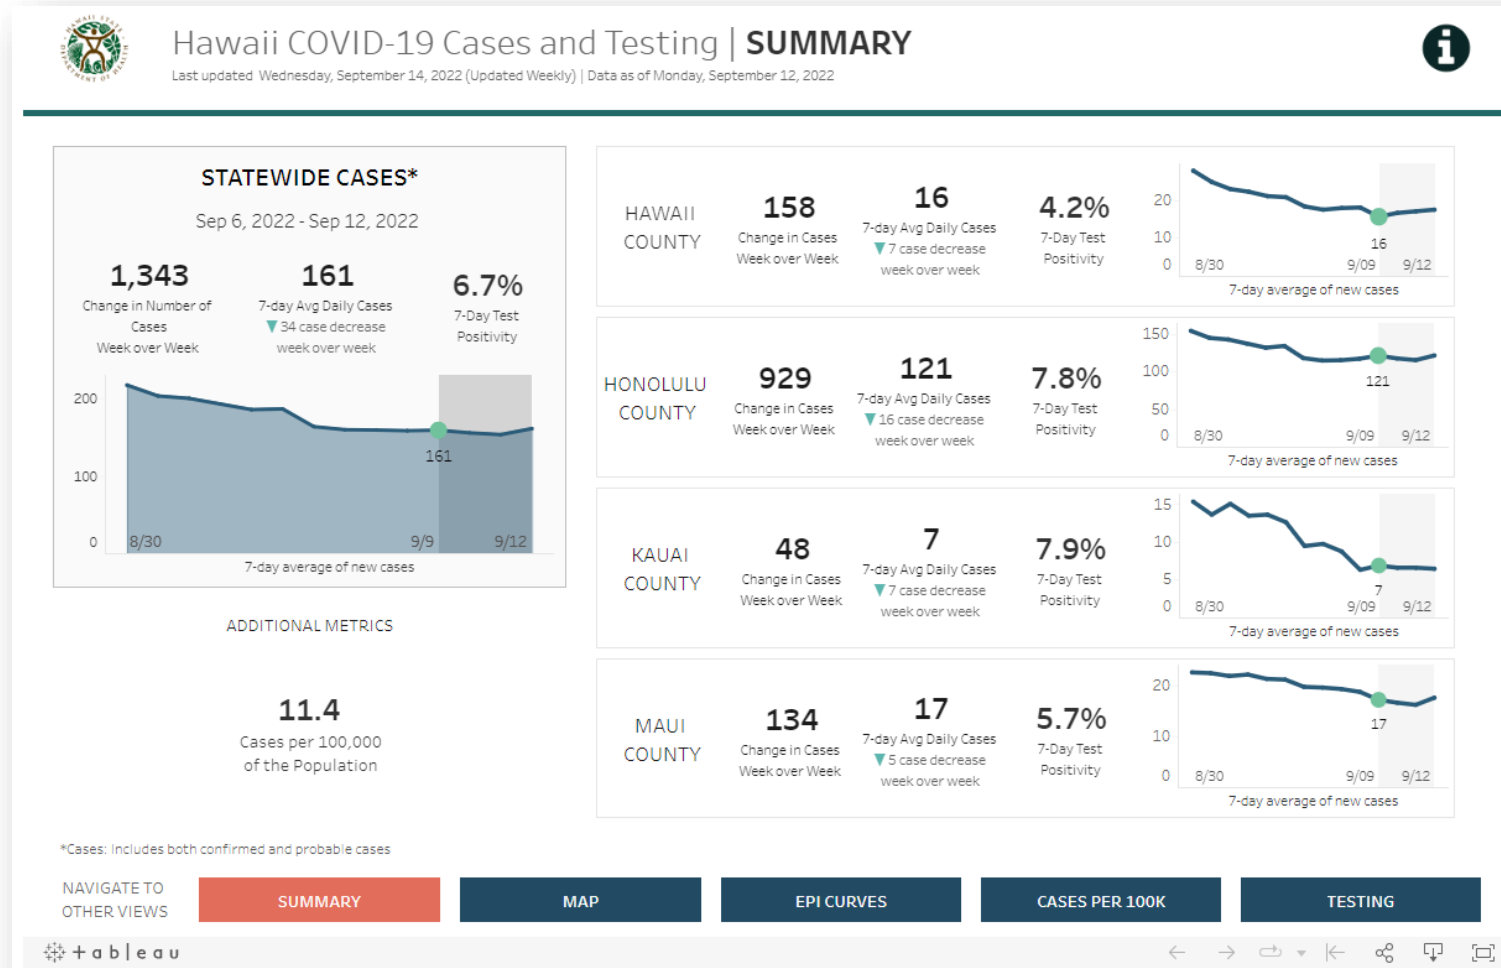 HAWAII STATE
DEPARTMENT OF HEALTH
Hawaii COVID-19 Cases and Testing | SUMMARY
Last updated Wednesday, September 14, 2022 (Updated Weekly) | Data as of Monday, September 12, 2022
STATEWIDE CASES*
Sep 6, 2022 - Sep 12, 2022
1,343
Change in Number of
Cases
Week over Week
161
7-day Avg Daily Cases
▼ 34 case decrease
week over week
6.7%
7-Day Test
Positivity
200
100
0
161
8/30
9/9
9/12
7-day average of new cases
ADDITIONAL METRICS
11.4
Cases per 100,000
of the Population
HAWAII
COUNTY
158
Change in Cases
Week over Week
16
7-day Avg Daily Cases
▼ 7 case decrease
week over week
4.2%
7-Day Test
Positivity
20
10
0
16
8/30
9/09
9/12
7-day average of new cases
HONOLULU
COUNTY
929
Change in Cases
Week over Week
121
7-day Avg Daily Cases
▼ 16 case decrease
week over week
7.8%
7-Day Test
Positivity
150
100
50
0
121
8/30
9/09
9/12
7-day average of new cases
KAUAI
COUNTY
48
Change in Cases
Week over Week
7
7-day Avg Daily Cases
▼ 7 case decrease
week over week
7.9%
7-Day Test
Positivity
15
10
5
0
7
8/30
9/09
9/12
7-day average of new cases
MAUI
COUNTY
134
Change in Cases
Week over Week
17
7-day Avg Daily Cases
▼ 5 case decrease
week over week
5.7%
7-Day Test
Positivity
20
10
0
17
8/30
9/09
9/12
7-day average of new cases
*Cases: Includes both confirmed and probable cases
NAVIGATE TO
OTHER VIEWS
SUMMARY
MAP
EPI CURVES
CASES PER 100K
TESTING
+ableau